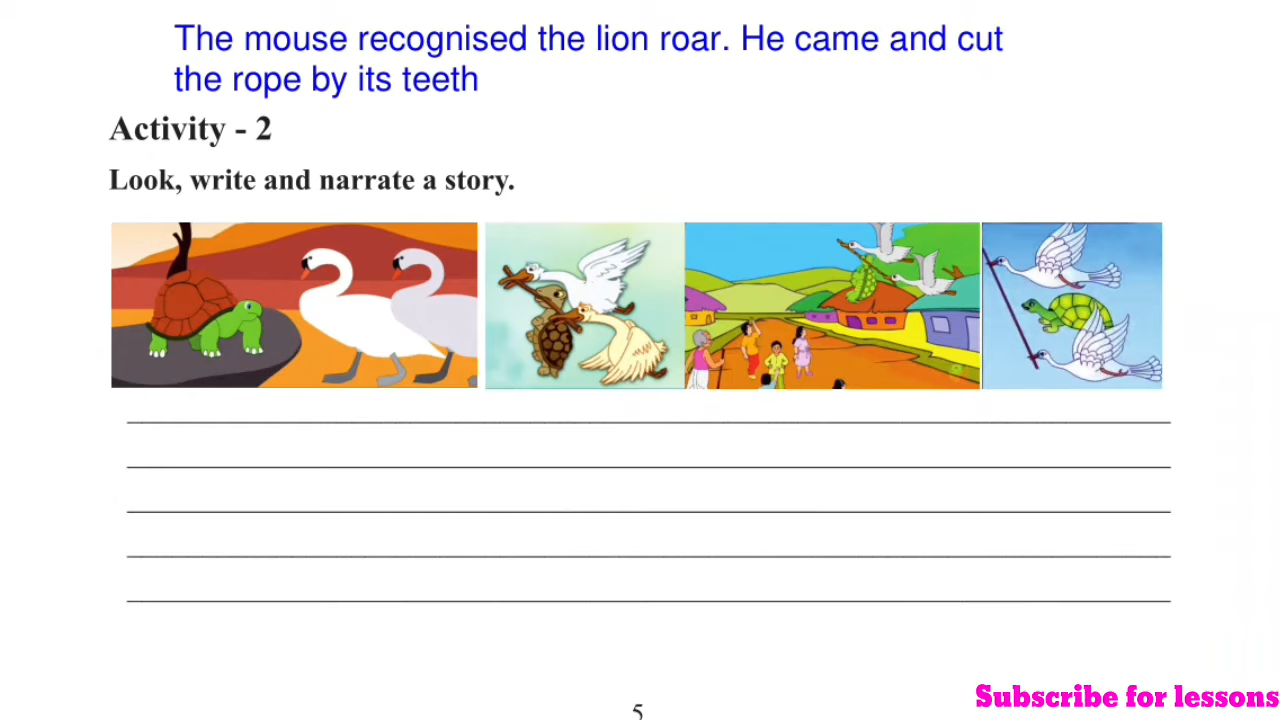 The mouse recognised the lion roar. He came and cut
the rope by its teeth
Activity - 2
Look, write and narrate a story.
Subscribe for lessons
5